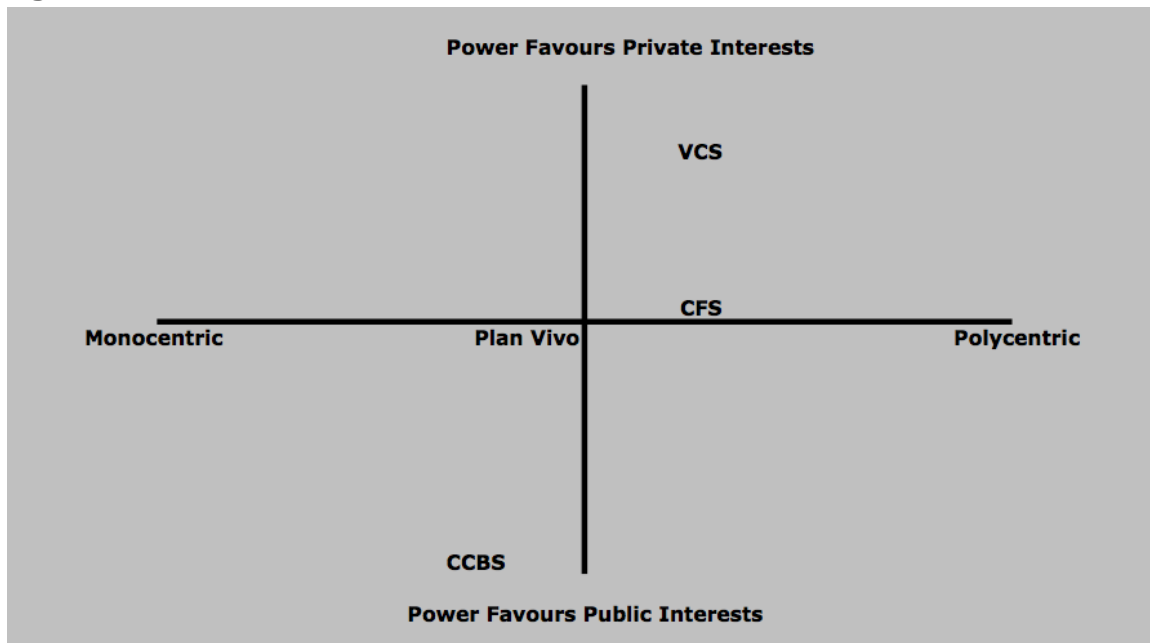 Power Favours Private Interests
VCS
CFS
Monocentric
Plan Vivo
Polycentric
CCBS
Power Favours Public Interests